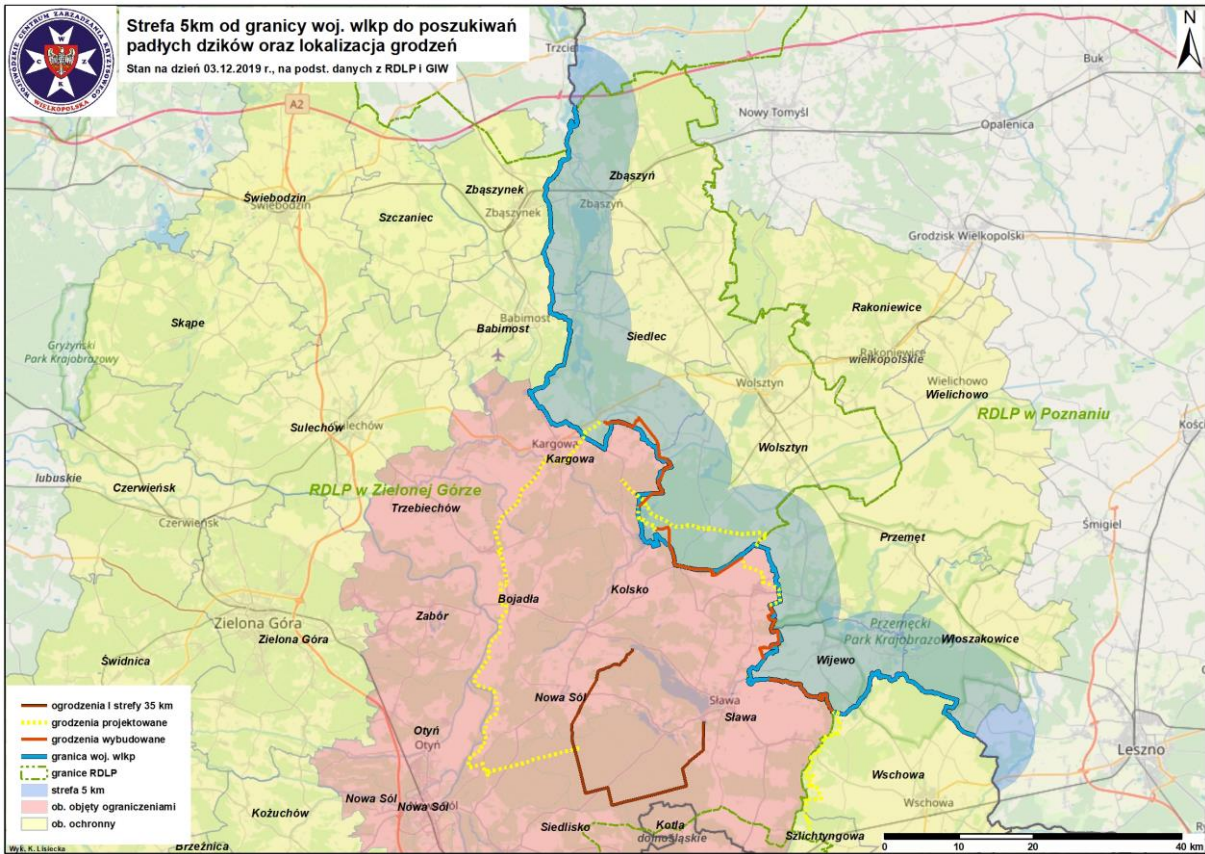 Strefa 5km od granicy woj. wlkp do poszukiwań
padłych dzików oraz lokalizacja grodzeń
Stan na dzień 03.12.2019 r., na podst. danych z RDLP i GIW
WOJEWÓDZKIE CENTRUM ZARZĄDZANIA KRYZYSOWEGO
WIELKOPOLSKA
C Z K
N
Trzciel
Buk
A2
Nowy Tomyśl
Opalenica
Zbąszyń
Zbąszyń
Zbąszynek
Zbąszynek
Świebodzin
Świebodzin
Szczaniec
Grodzisk Wielkopolski
Rakoniewice
Rakoniewice
wielkopolskie
Babimost
Babimost
Siedlec
Skąpe
Gryżyński
Park Krajobrazowy
Wolsztyn
Wielichowo
Wielichowo
RDLP w Poznaniu
Sulechów
Sulechów
Kargowa
Kargowa
Wolsztyn
lubuskie
Czerwieńsk
Czerwieńsk
RDLP w Zielonej Górze
Trzebiechów
Śmigiel
Przemęt
Kolsko
Bojadła
Zabór
Zielona Góra
Zielona Góra
Przemęcki
Park Krajobrazowy
Włoszakowice
Świdnica
Wijewo
Nowa Sól
Sława
Sława
Otyń
Otyń
Leszno
Wschowa
Wschowa
Nowa Sól
Nowa Sól
Kożuchów
Siedlisko
Kotla
dolnośląskie
Szlichtyngowa
Brzeźnica
ogrodzenia I strefy 35 km
grodzenia projektowane
grodzenia wybudowane
granica woj. wlkp
granice RDLP
strefa 5 km
ob. objęty ograniczeniami
ob. ochronny
Wyk. K. Lisiecka
0 10 20 40 km